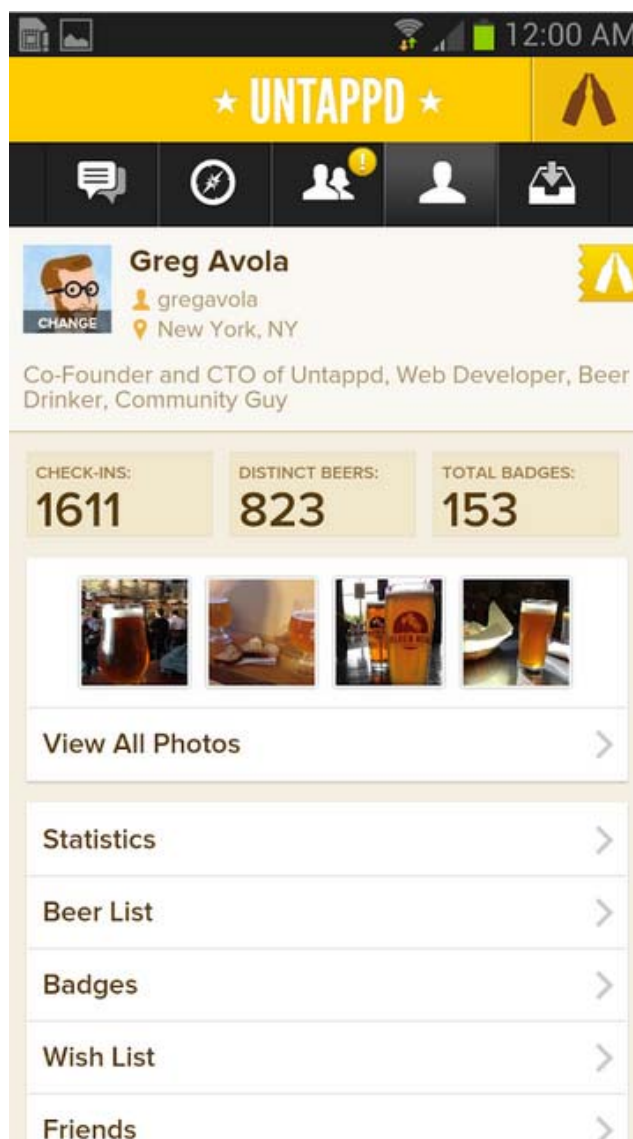 12:00 AM
★ UNTAPPD ★
!
Greg Avola
gregavola
CHANGE
New York, NY
Co-Founder and CTO of Untappd, Web Developer, Beer
Drinker, Community Guy
CHECK-INS: DISTINCT BEERS: TOTAL BADGES:
1611 823 153
View All Photos
Statistics
Beer List
Badges
Wish List
Friends